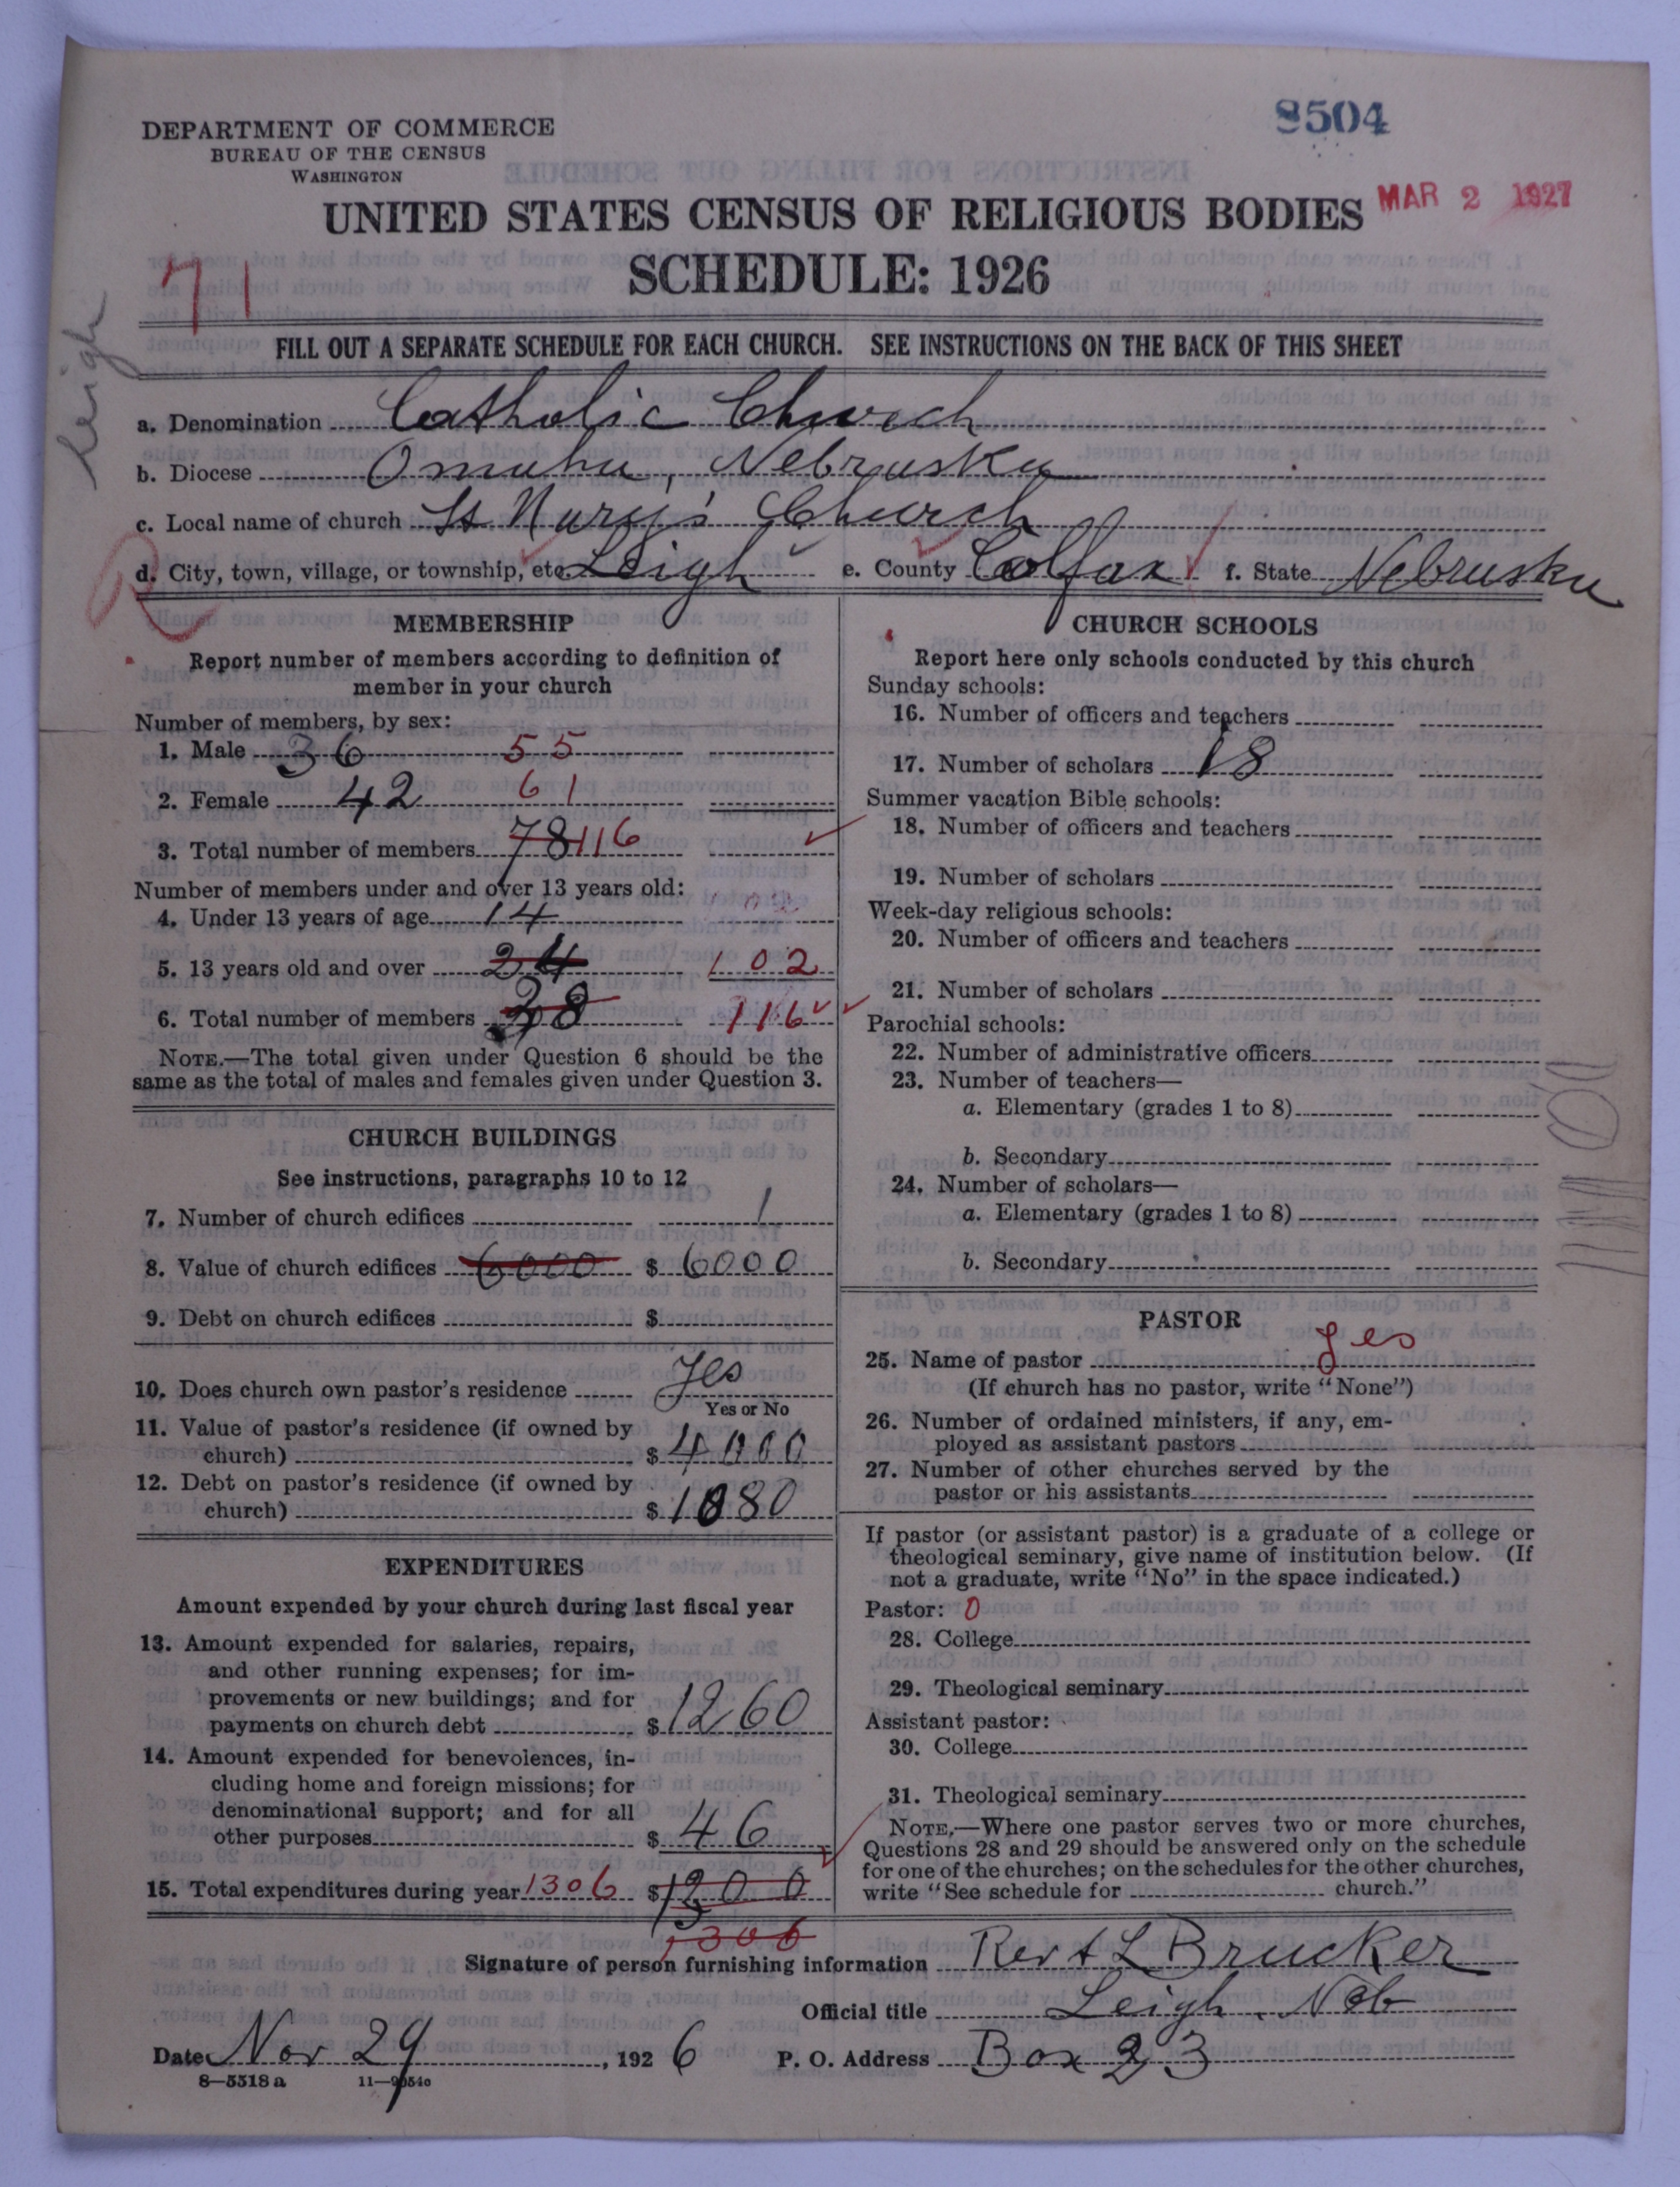 8504
DEPARTMENT OF COMMERCE
BUREAU OF THE CENSUS
WASHINGTON
MAR 2 1927
UNITED STATES CENSUS OF RELIGIOUS BODIES
SCHEDULE: 1926
71
Leigh
FILL OUT A SEPARATE SCHEDULE FOR EACH CHURCH. SEE INSTRUCTIONS ON THE BACK OF THIS SHEET
a. Denomination Catholic Church
b. Diocese Omaha, Nebraska
c. Local name of church St Mary's Church
d. City, town, village, or township, etc. Leigh e. County Colfax f. State Nebraska
MEMBERSHIP
Report number of members according to definition of
member in your church
Number of members, by sex:
1. Male 36 55
2. Female 42 61
3. Total number of members 78 116
Number of members under and over 13 years old:
4. Under 13 years of age 14
5. 13 years old and over 24 102
6. Total number of members 38 116
NOTE.—The total given under Question 6 should be the
same as the total of males and females given under Question 3.
CHURCH BUILDINGS
See instructions, paragraphs 10 to 12
7. Number of church edifices 1
8. Value of church edifices 6000 $ 6000
9. Debt on church edifices $
10. Does church own pastor's residence Yes
Yes or No
11. Value of pastor's residence (if owned by
church) $ 4000
12. Debt on pastor's residence (if owned by
church) $ 1080
EXPENDITURES
Amount expended by your church during last fiscal year
13. Amount expended for salaries, repairs,
and other running expenses; for im-
provements or new buildings; and for
payments on church debt $ 1260
14. Amount expended for benevolences, in-
cluding home and foreign missions; for
denominational support; and for all
other purposes $ 46
15. Total expenditures during year 1306 $ 1300
1306
CHURCH SCHOOLS
Report here only schools conducted by this church
Sunday schools:
16. Number of officers and teachers
17. Number of scholars 18
Summer vacation Bible schools:
18. Number of officers and teachers
19. Number of scholars
Week-day religious schools:
20. Number of officers and teachers
21. Number of scholars
Parochial schools:
22. Number of administrative officers
23. Number of teachers—
a. Elementary (grades 1 to 8)
b. Secondary
24. Number of scholars—
a. Elementary (grades 1 to 8)
b. Secondary
PASTOR
25. Name of pastor yes
(If church has no pastor, write "None")
26. Number of ordained ministers, if any, em-
ployed as assistant pastors
27. Number of other churches served by the
pastor or his assistants
If pastor (or assistant pastor) is a graduate of a college or
theological seminary, give name of institution below. (If
not a graduate, write "No" in the space indicated.)
Pastor: 0
28. College
29. Theological seminary
Assistant pastor:
30. College
31. Theological seminary
NOTE.—Where one pastor serves two or more churches,
Questions 28 and 29 should be answered only on the schedule
for one of the churches; on the schedules for the other churches,
write "See schedule for church."
Signature of person furnishing information Rev A L Brucker
Official title Leigh, Neb
Date Nov 29, 1926 P. O. Address Box 23
8—5518 a